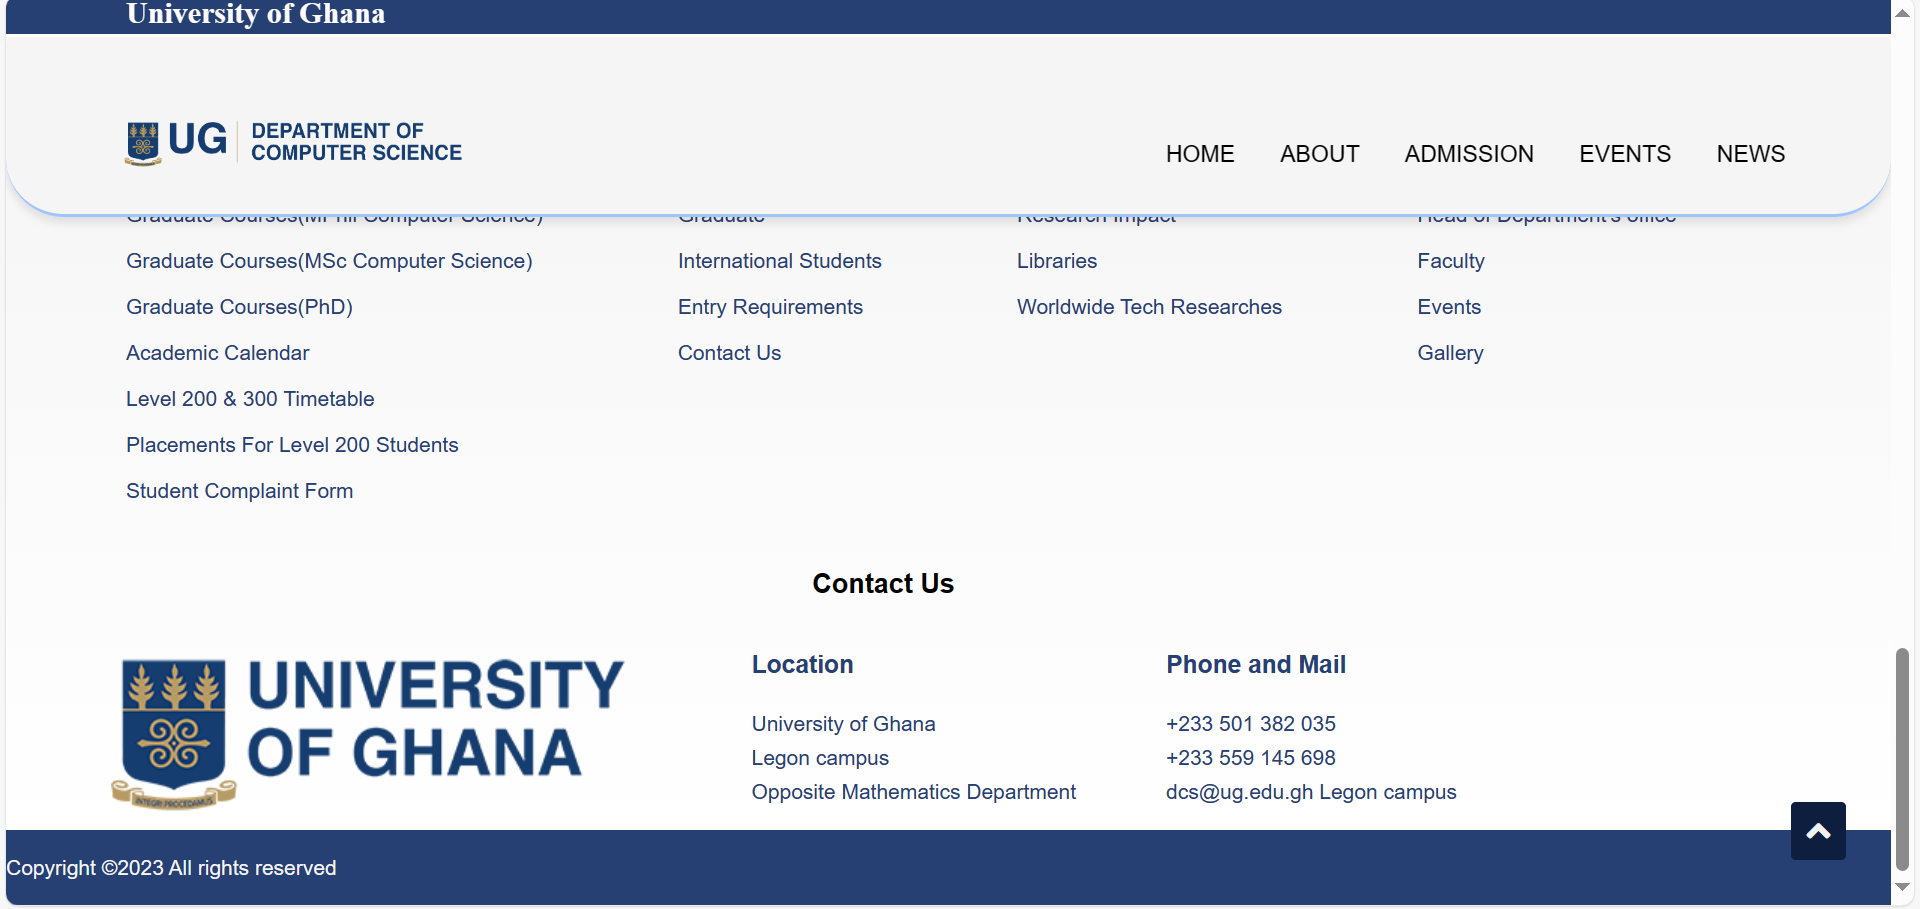 University of Ghana
UG DEPARTMENT OF
COMPUTER SCIENCE
HOME ABOUT ADMISSION EVENTS NEWS
Graduate Courses(MPhil Computer Science) Graduate Research Impact Head of Department's office
Graduate Courses(MSc Computer Science) International Students Libraries Faculty
Graduate Courses(PhD) Entry Requirements Worldwide Tech Researches Events
Academic Calendar Contact Us Gallery
Level 200 & 300 Timetable
Placements For Level 200 Students
Student Complaint Form
Contact Us
UNIVERSITY
OF GHANA
INTEGRI PROCEDAMUS
Location
University of Ghana
Legon campus
Opposite Mathematics Department
Phone and Mail
+233 501 382 035
+233 559 145 698
dcs@ug.edu.gh Legon campus
Copyright ©2023 All rights reserved